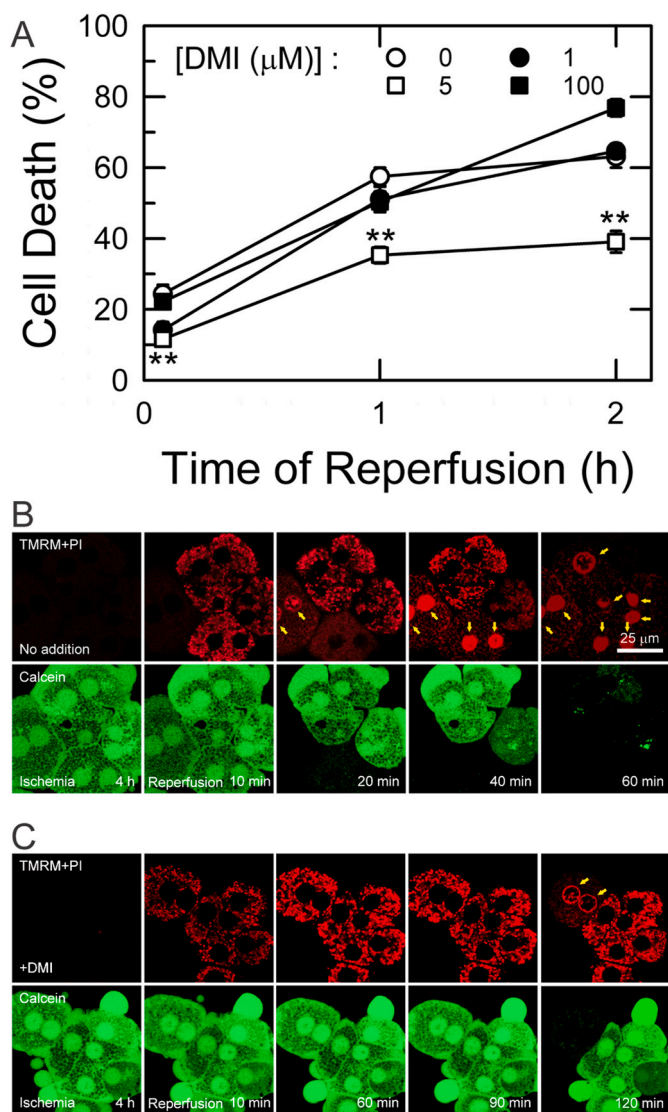 A
100
[DMI (μM)] :
0
1
5
100
80
60
40
20
0
Cell Death (%)
**
**
**
0
1
2
Time of Reperfusion (h)
B
TMRM+PI
No addition
25 μm
Calcein
Ischemia 4 h
Reperfusion 10 min
20 min
40 min
60 min
C
TMRM+PI
+DMI
Calcein
Ischemia 4 h
Reperfusion 10 min
60 min
90 min
120 min